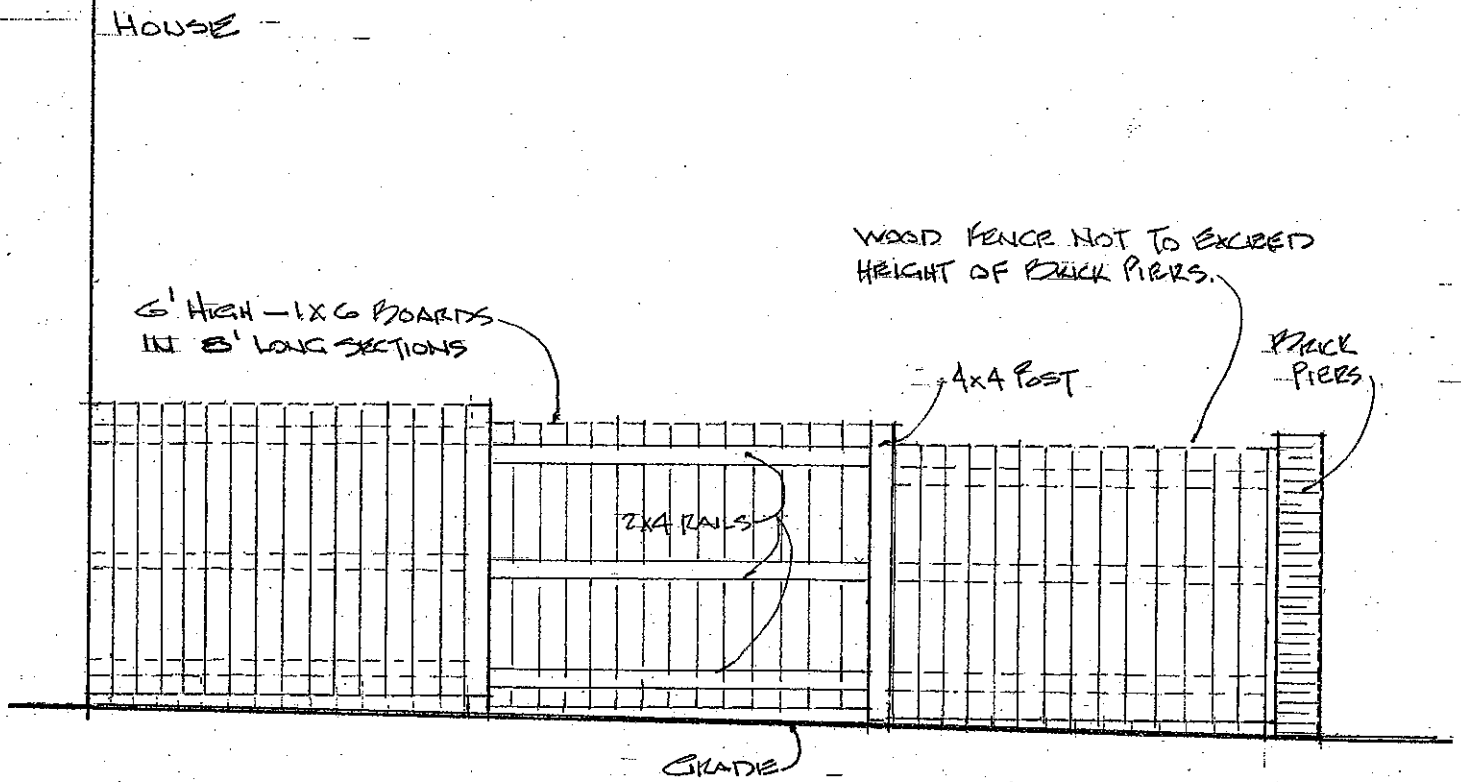 HOUSE
WOOD FENCE NOT TO EXCEED
HEIGHT OF BRICK PIERS.
6' HIGH - 1X6 BOARDS
IN 8' LONG SECTIONS
BRICK
PIERS
4x4 POST
2X4 RAILS
GRADE